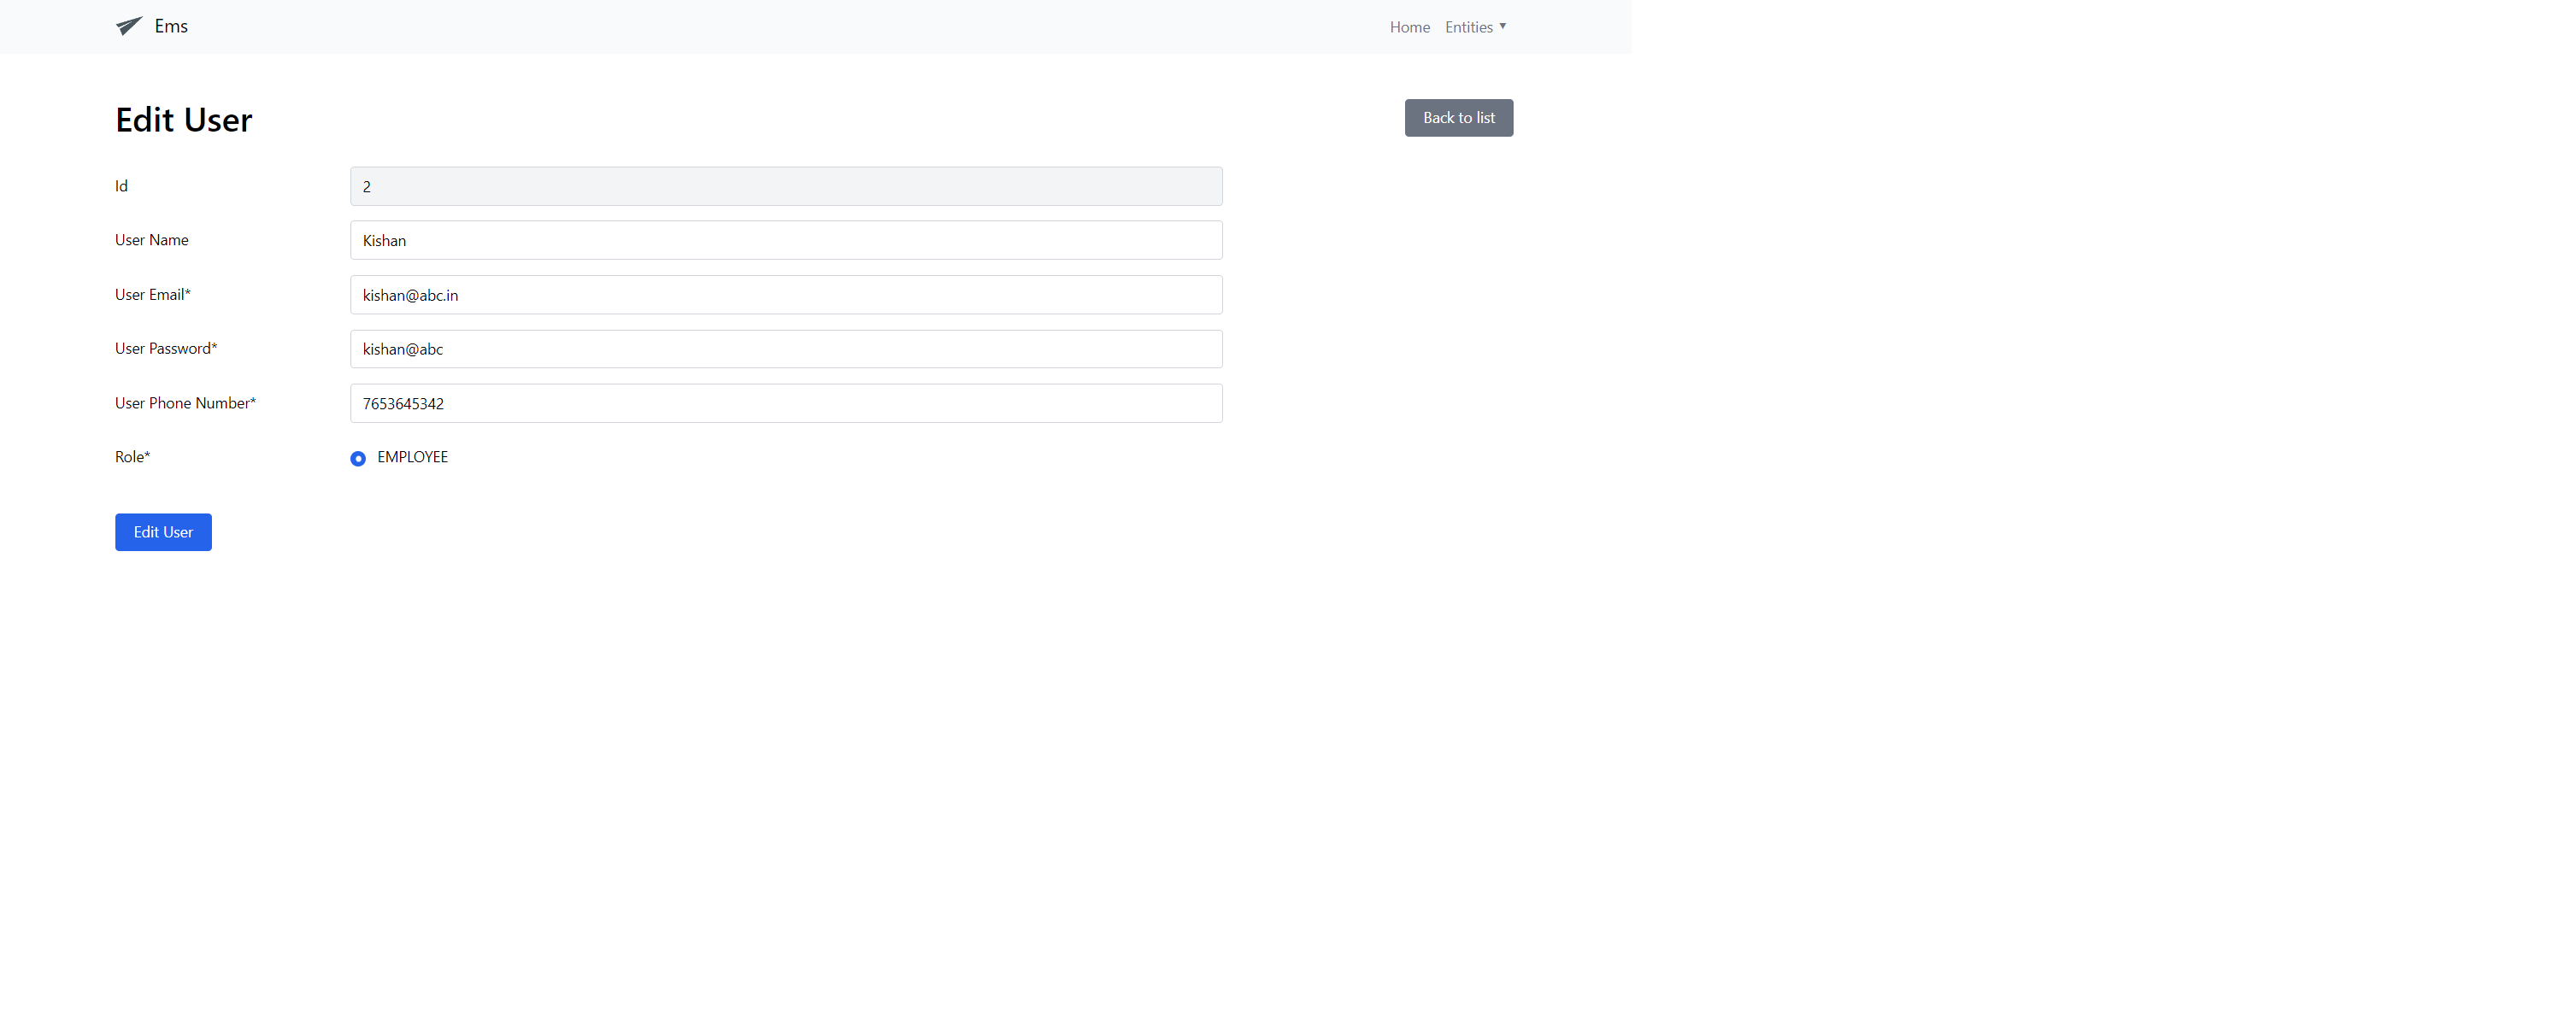 Ems
Home Entities ▼
Edit User
Back to list
Id 2
User Name Kishan
User Email* kishan@abc.in
User Password* kishan@abc
User Phone Number* 7653645342
Role* EMPLOYEE
Edit User